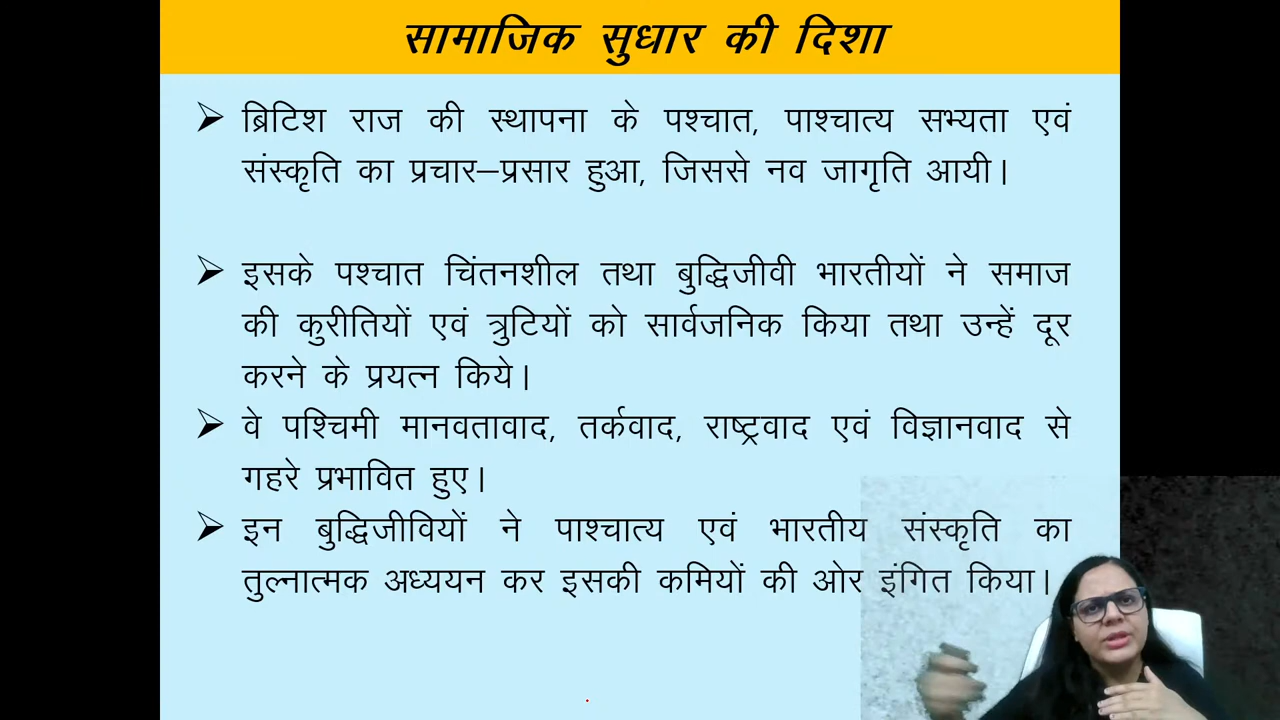 सामाजिक सुधार की दिशा
➢ ब्रिटिश राज की स्थापना के पश्चात, पाश्चात्य सभ्यता एवं
संस्कृति का प्रचार–प्रसार हुआ, जिससे नव जागृति आयी।
➢ इसके पश्चात चिंतनशील तथा बुद्धिजीवी भारतीयों ने समाज
की कुरीतियों एवं त्रुटियों को सार्वजनिक किया तथा उन्हें दूर
करने के प्रयत्न किये।
➢ वे पश्चिमी मानवतावाद, तर्कवाद, राष्ट्रवाद एवं विज्ञानवाद से
गहरे प्रभावित हुए।
➢ इन बुद्धिजीवियों ने पाश्चात्य एवं भारतीय संस्कृति का
तुल्नात्मक अध्ययन कर इसकी कमियों की ओर इंगित किया।